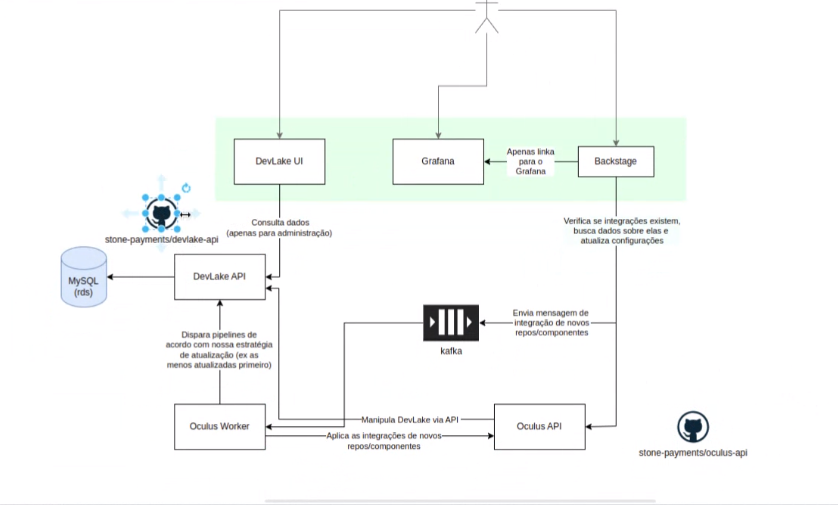 DevLake UI
Grafana
Apenas linka
para o
Grafana
Backstage
Consulta dados
(apenas para administração)
Verifica se integrações existem,
busca dados sobre elas e
atualiza configurações
stone-payments/devlake-api
MySQL
(rds)
DevLake API
Envia mensagem de
integração de novos
repos/componentes
kafka
Dispara pipelines de
acordo com nossa estratégia
de atualização (ex as
menos atualizadas primeiro)
Oculus Worker
Manipula DevLake via API
Aplica as integrações de novos
repos/componentes
Oculus API
stone-payments/oculus-api